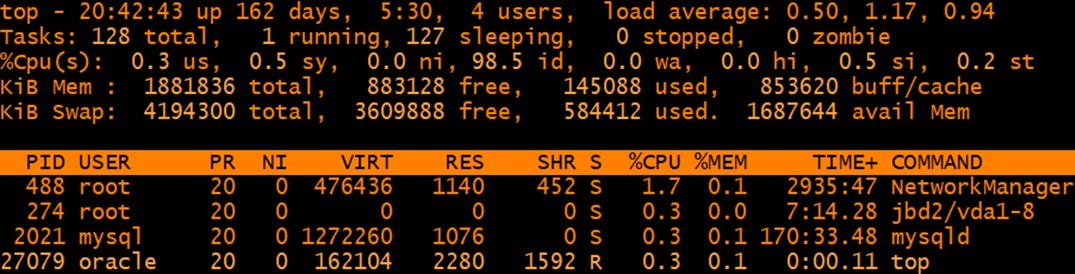 top - 20:42:43 up 162 days,  5:30,  4 users,  load average: 0.50, 1.17, 0.94
Tasks: 128 total,   1 running, 127 sleeping,   0 stopped,   0 zombie
%Cpu(s):  0.3 us,  0.5 sy,  0.0 ni, 98.5 id,  0.0 wa,  0.0 hi,  0.5 si,  0.2 st
KiB Mem :  1881836 total,   883128 free,   145088 used,   853620 buff/cache
KiB Swap:  4194300 total,  3609888 free,   584412 used.  1687644 avail Mem
  PID USER      PR  NI    VIRT    RES    SHR S  %CPU %MEM     TIME+ COMMAND
  488 root      20   0  476436   1140    452 S   1.7  0.1   2935:47 NetworkManager
  274 root      20   0       0      0      0 S   0.3  0.0   7:14.28 jbd2/vda1-8
 2021 mysql     20   0 1272260   1076      0 S   0.3  0.1 170:33.48 mysqld
27079 oracle    20   0  162104   2280   1592 R   0.3  0.1   0:00.11 top